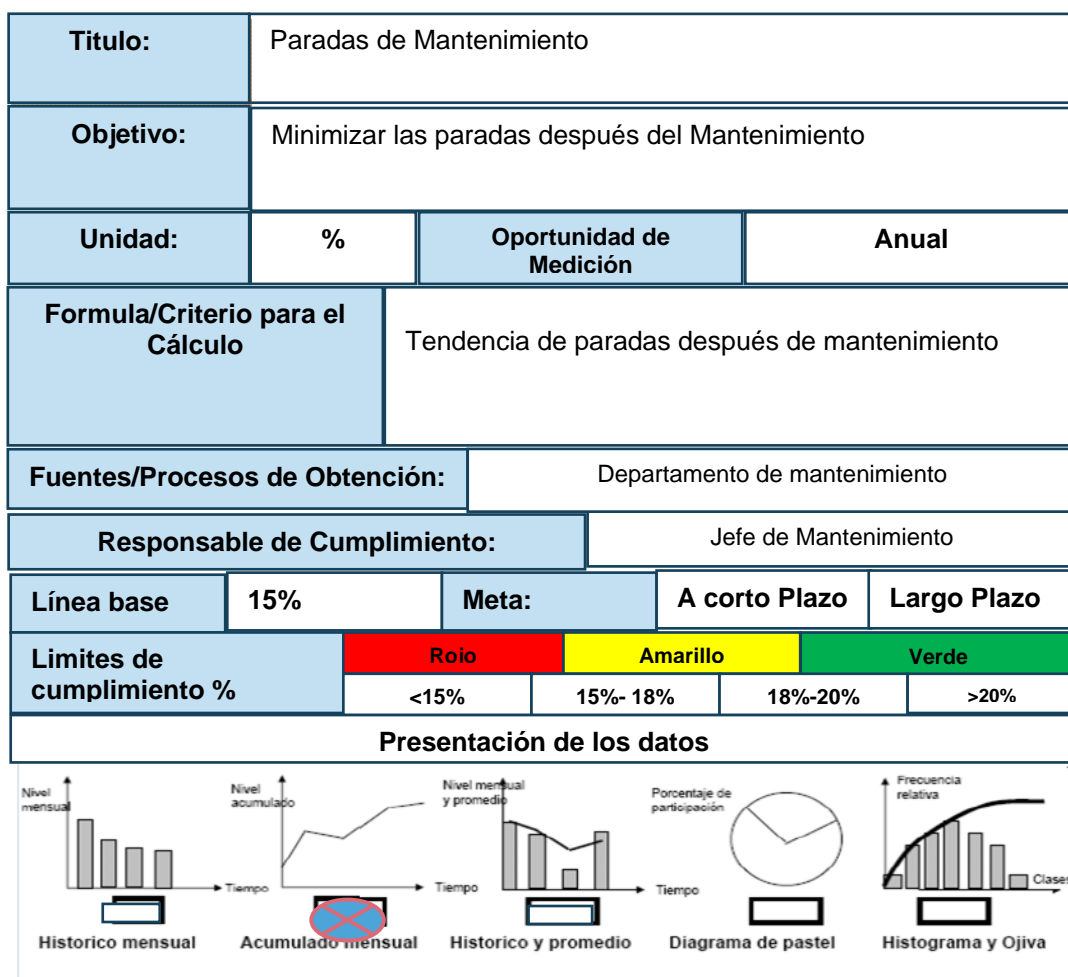 Titulo:
Paradas de Mantenimiento
Objetivo:
Minimizar las paradas después del Mantenimiento
Unidad:
%
Oportunidad de
Medición
Anual
Formula/Criterio para el
Cálculo
Tendencia de paradas después de mantenimiento
Fuentes/Procesos de Obtención:
Departamento de mantenimiento
Responsable de Cumplimiento:
Jefe de Mantenimiento
Línea base
15%
Meta:
A corto Plazo
Largo Plazo
Limites de
cumplimiento %
Rojo
Amarillo
Verde
<15%
15%- 18%
18%-20%
>20%
Presentación de los datos
Nivel
mensual
Tiempo
Nivel
acumulado
Tiempo
Nivel mensual
y promedio
Tiempo
Porcentaje de
participación
Frecuencia
relativa
Clases
Historico mensual
Acumulado mensual
Historico y promedio
Diagrama de pastel
Histograma y Ojiva